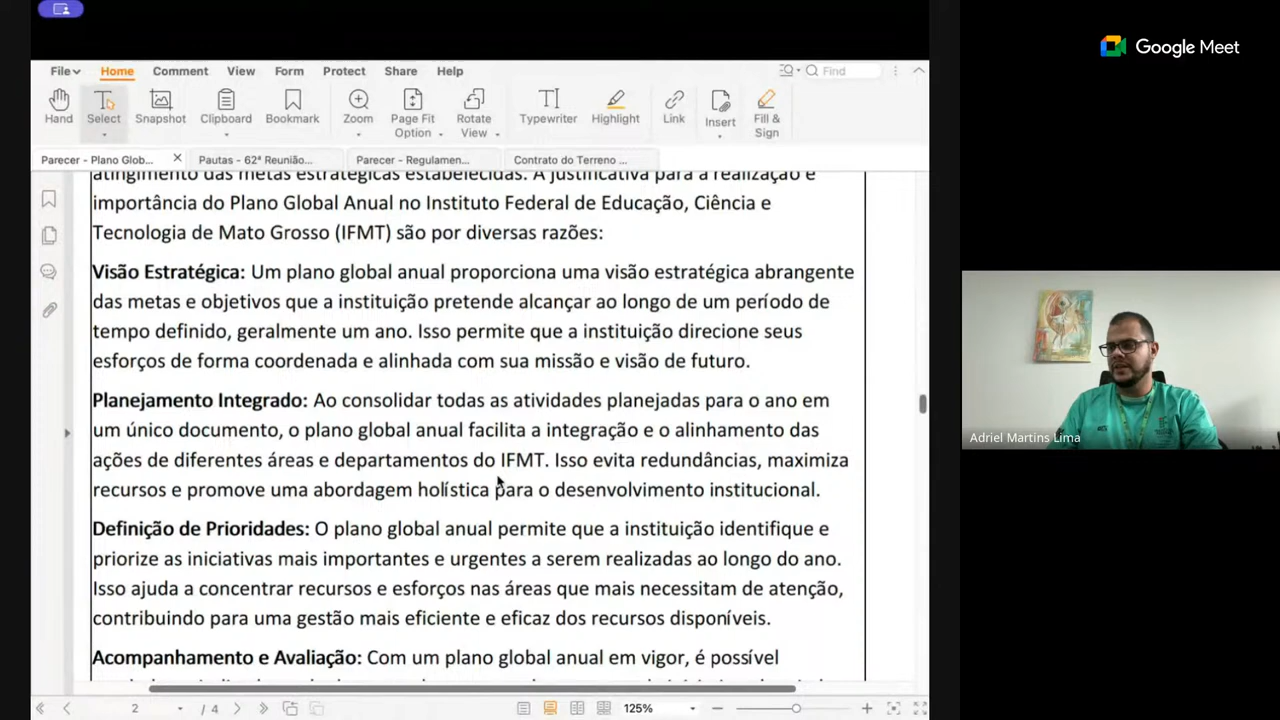 Google Meet
File Home Comment View Form Protect Share Help Find
Hand Select Snapshot Clipboard Bookmark Zoom Page Fit Option Rotate View Typewriter Highlight Link Insert Fill & Sign
Parecer - Plano Glob... Pautas - 62ª Reunião... Parecer - Regulamen... Contrato do Terreno ...
atingimento das metas estratégicas estabelecidas. A justificativa para a realização e
importância do Plano Global Anual no Instituto Federal de Educação, Ciência e
Tecnologia de Mato Grosso (IFMT) são por diversas razões:
Visão Estratégica: Um plano global anual proporciona uma visão estratégica abrangente
das metas e objetivos que a instituição pretende alcançar ao longo de um período de
tempo definido, geralmente um ano. Isso permite que a instituição direcione seus
esforços de forma coordenada e alinhada com sua missão e visão de futuro.
Planejamento Integrado: Ao consolidar todas as atividades planejadas para o ano em
um único documento, o plano global anual facilita a integração e o alinhamento das
ações de diferentes áreas e departamentos do IFMT. Isso evita redundâncias, maximiza
recursos e promove uma abordagem holística para o desenvolvimento institucional.
Definição de Prioridades: O plano global anual permite que a instituição identifique e
priorize as iniciativas mais importantes e urgentes a serem realizadas ao longo do ano.
Isso ajuda a concentrar recursos e esforços nas áreas que mais necessitam de atenção,
contribuindo para uma gestão mais eficiente e eficaz dos recursos disponíveis.
Acompanhamento e Avaliação: Com um plano global anual em vigor, é possível
2 / 4 125%
Adriel Martins Lima